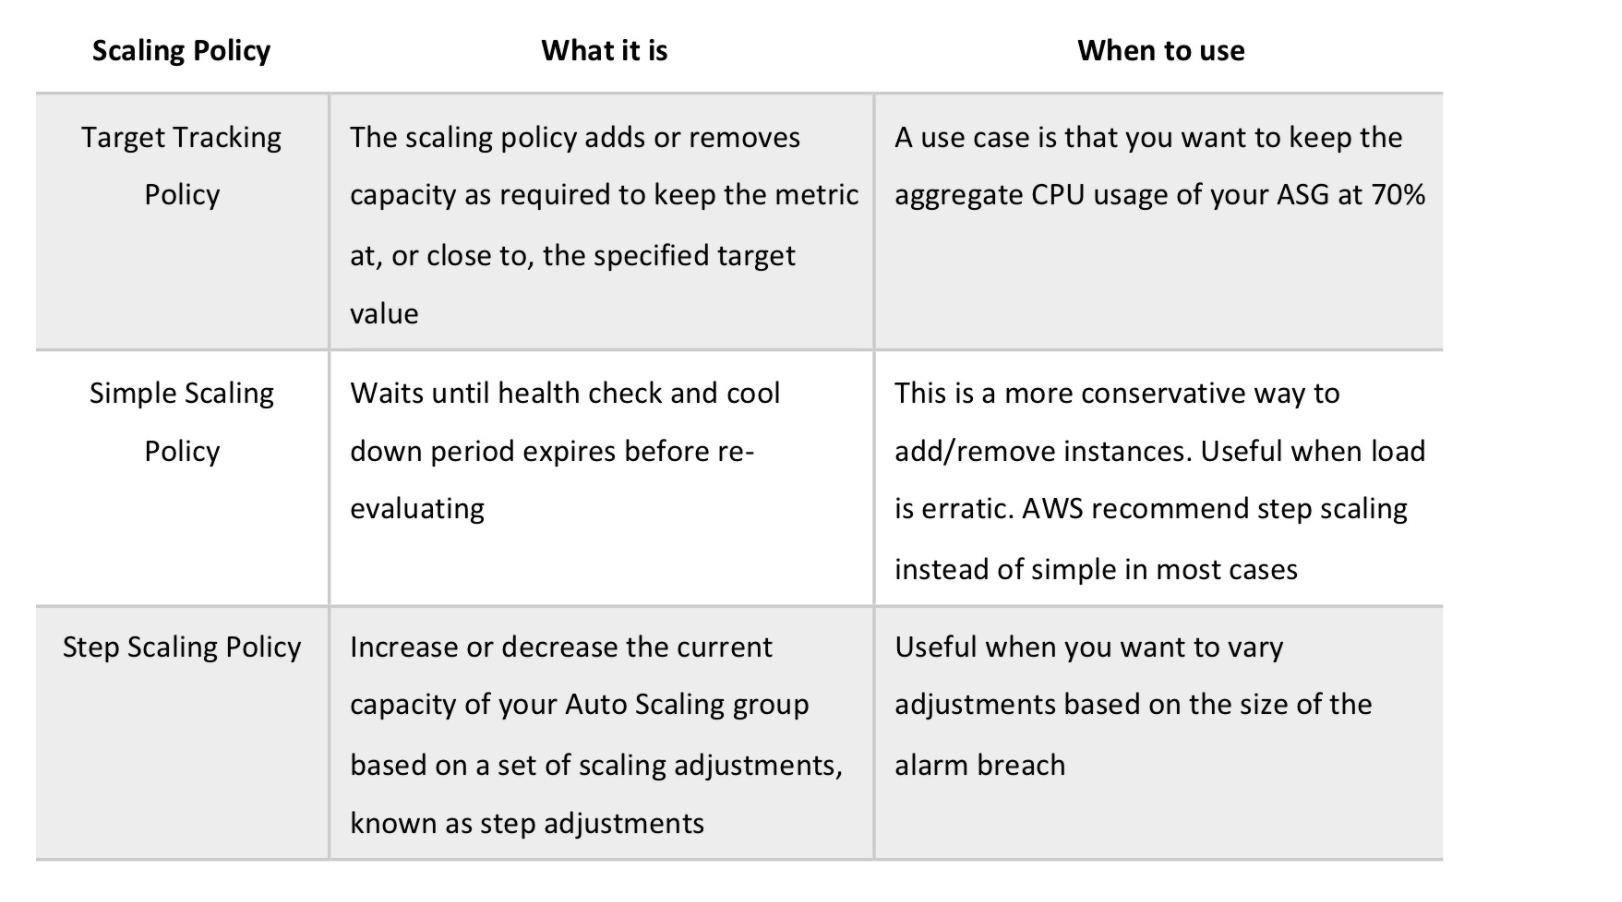 Scaling Policy
What it is
When to use
Target Tracking
Policy
The scaling policy adds or removes
capacity as required to keep the metric
at, or close to, the specified target
value
A use case is that you want to keep the
aggregate CPU usage of your ASG at 70%
Simple Scaling
Policy
Waits until health check and cool
down period expires before re-
evaluating
This is a more conservative way to
add/remove instances. Useful when load
is erratic. AWS recommend step scaling
instead of simple in most cases
Step Scaling Policy
Increase or decrease the current
capacity of your Auto Scaling group
based on a set of scaling adjustments,
known as step adjustments
Useful when you want to vary
adjustments based on the size of the
alarm breach